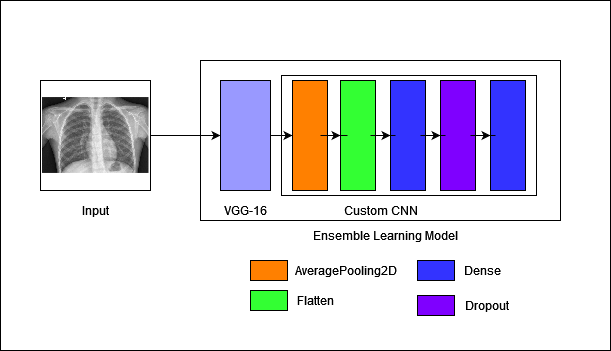 Input
VGG-16
Custom CNN
Ensemble Learning Model
AveragePooling2D
Dense
Flatten
Dropout